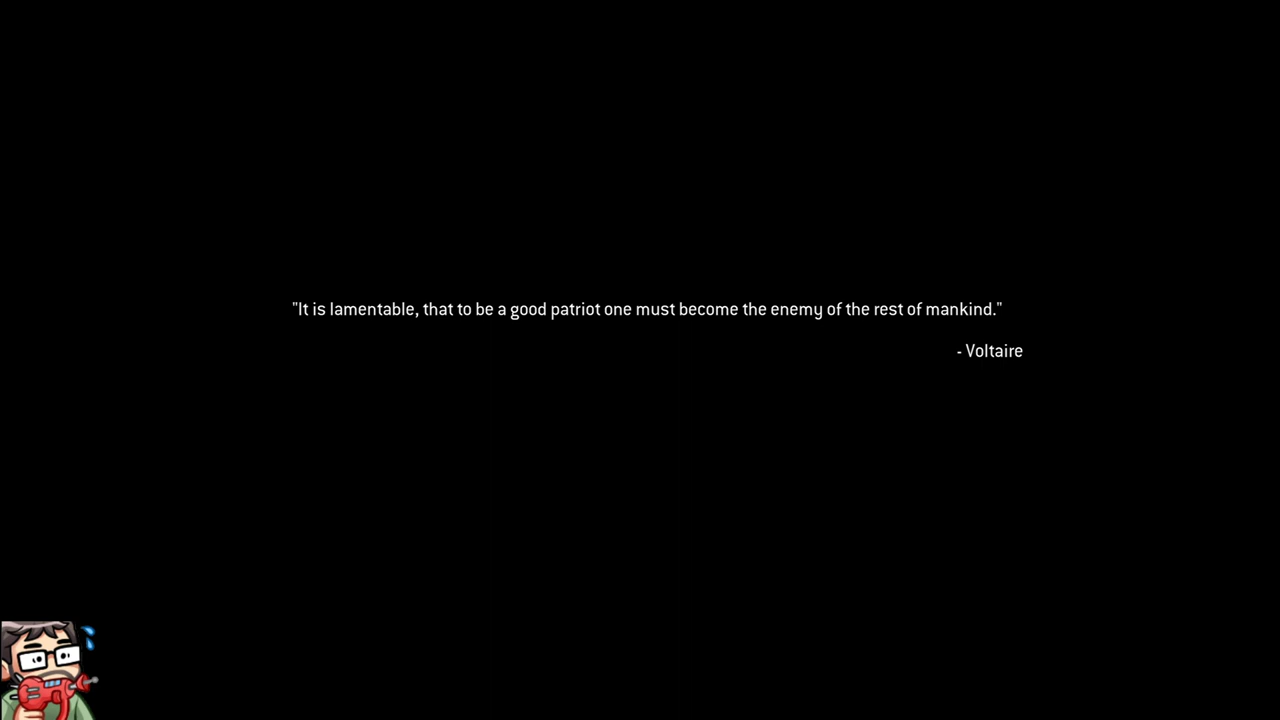 "It is lamentable, that to be a good patriot one must become the enemy of the rest of mankind."
- Voltaire